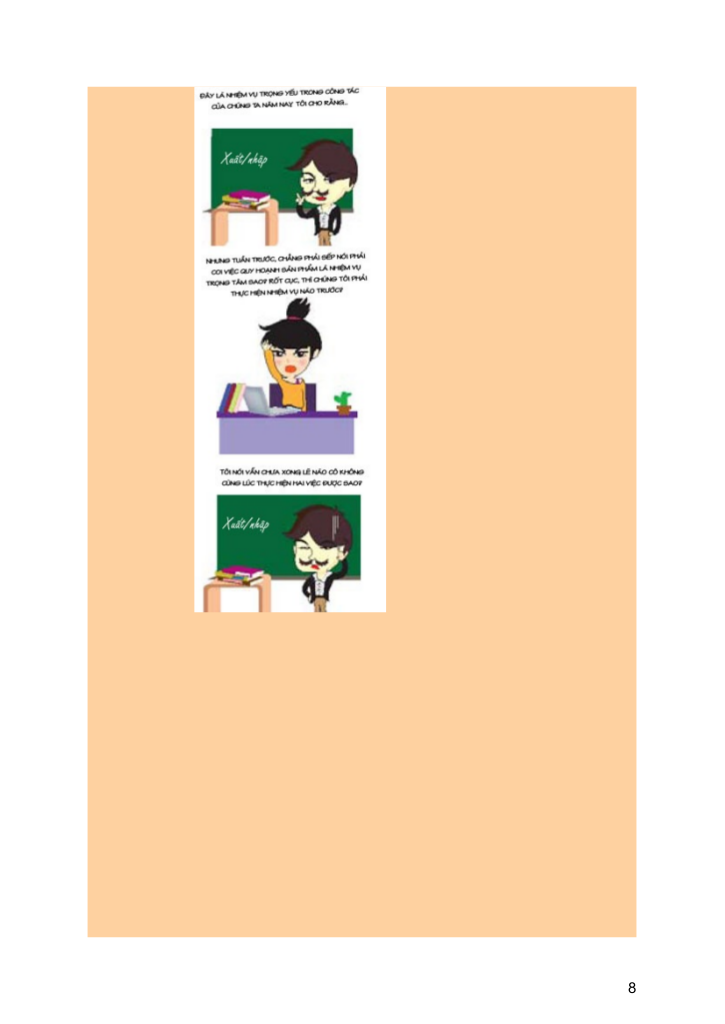 ĐÂY LÀ NHIỆM VỤ TRỌNG YẾU TRONG CÔNG TÁC
CỦA CHÚNG TA NĂM NAY. TÔI CHO RẰNG...
Xuất/nhập
NHƯNG TUẦN TRƯỚC, CHẲNG PHẢI SẾP NÓI PHẢI
COI VIỆC QUY HOẠNH SẢN PHẨM LÀ NHIỆM VỤ
TRỌNG TÂM SAO? RỐT CỤC, THÌ CHÚNG TÔI PHẢI
THỰC HIỆN NHIỆM VỤ NÀO TRƯỚC?
TÔI NÓI VẪN CHƯA XONG, LẼ NÀO CÔ KHÔNG
CÙNG LÚC THỰC HIỆN HAI VIỆC ĐƯỢC SAO?
Xuất/nhập
8